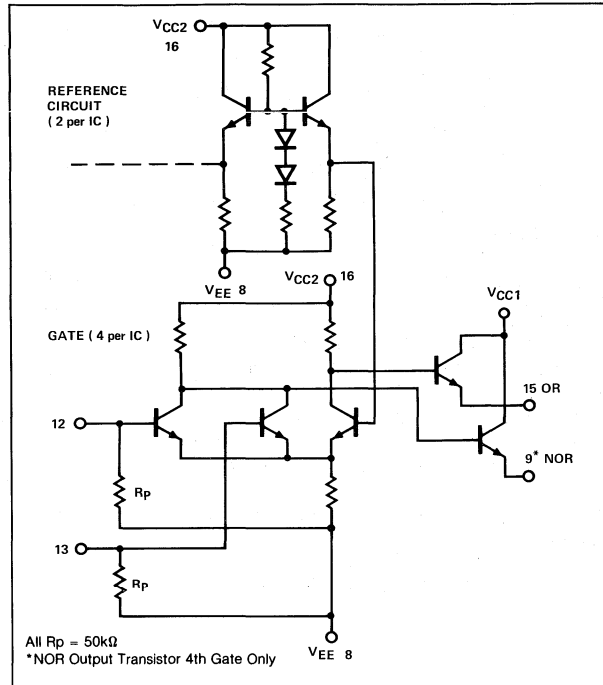 VCC2
16
REFERENCE
CIRCUIT
( 2 per IC )
VEE 8
VCC2 16
VCC1
GATE ( 4 per IC )
15 OR
12
9* NOR
RP
13
RP
VEE 8
All Rp = 50kΩ
*NOR Output Transistor 4th Gate Only